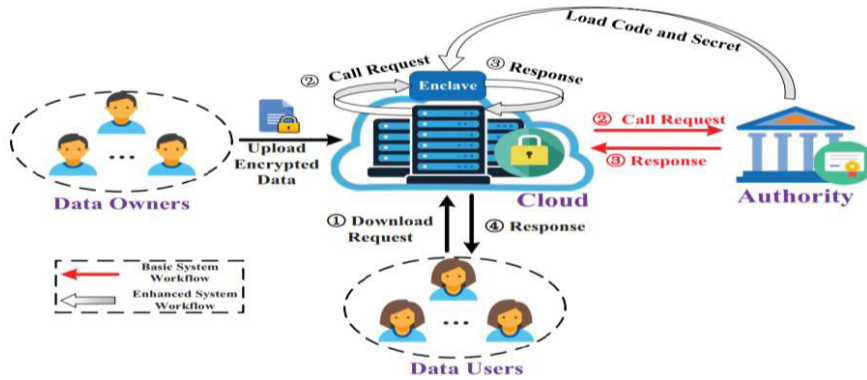 Load Code and Secret
② Call Request
③ Response
Enclave
② Call Request
③ Response
Upload
Encrypted
Data
Data Owners
Cloud
Authority
① Download
Request
④ Response
Basic System
Workflow
Enhanced System
Workflow
Data Users